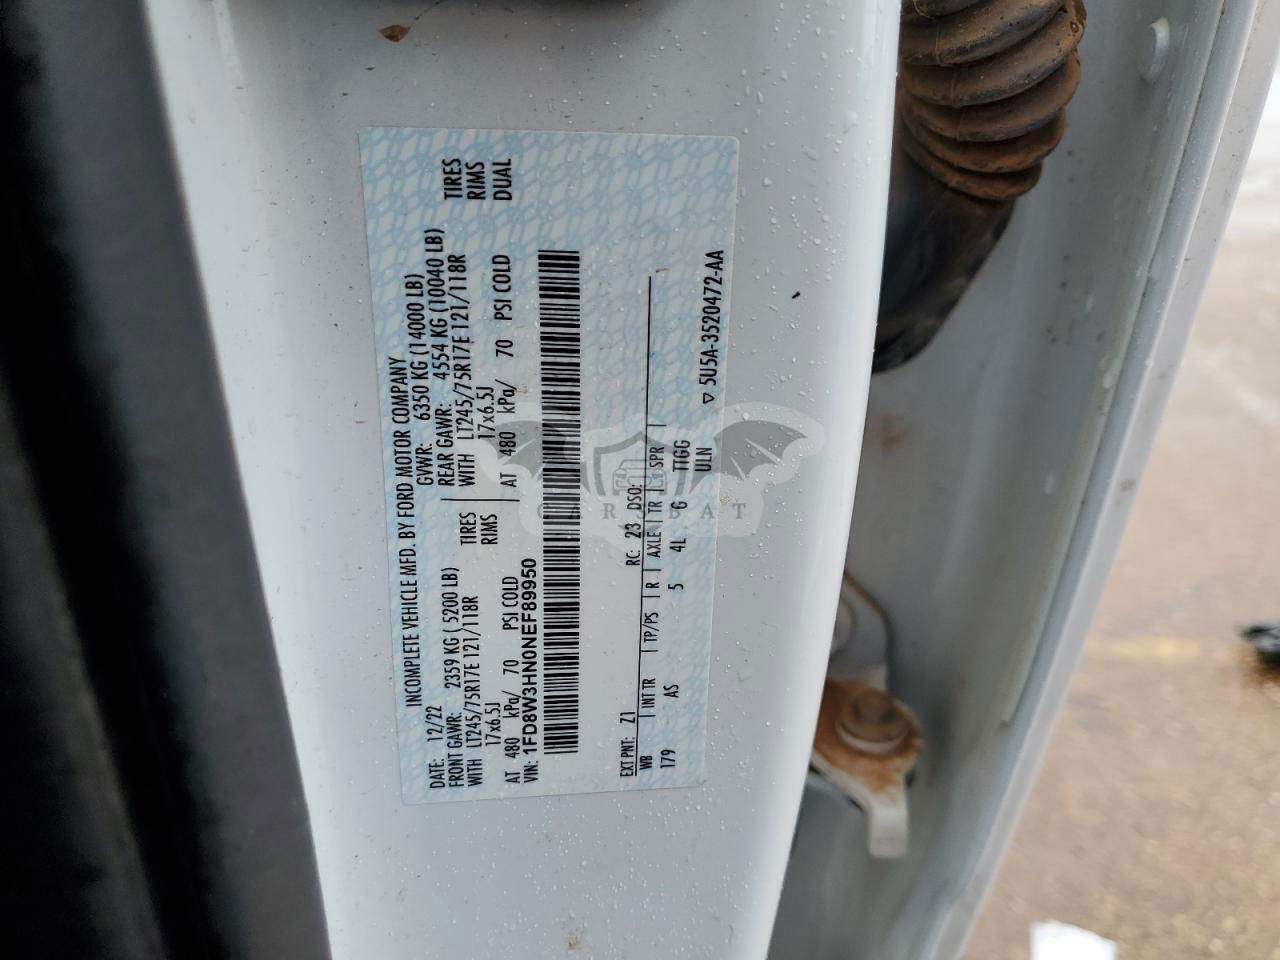 INCOMPLETE VEHICLE MFD. BY FORD MOTOR COMPANY
DATE: 12/22 GVWR: 6350 KG (14000 LB)
FRONT GAWR: 2359 KG (5200 LB) REAR GAWR: 4554 KG (10040 LB)
WITH LT245/75R17E 121/118R TIRES WITH LT245/75R17E 121/118R TIRES
17x6.5J RIMS 17x6.5J RIMS
AT 480 kPa/ 70 PSI COLD AT 480 kPa/ 70 PSI COLD DUAL
VIN: 1FD8W3HN0NEF89950
EXT PNT: Z1 RC: 23 DSO:
WB INT TR TP/PS R AXLE TR SPR
179 AS 5 4L G TTGG
ULN ▽ 5U5A-3520472-AA
CAR BAT